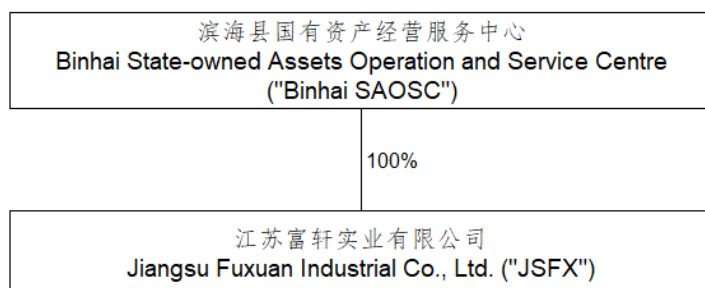 滨海县国有资产经营服务中心
Binhai State-owned Assets Operation and Service Centre
("Binhai SAOSC")
100%
江苏富轩实业有限公司
Jiangsu Fuxuan Industrial Co., Ltd. ("JSFX")